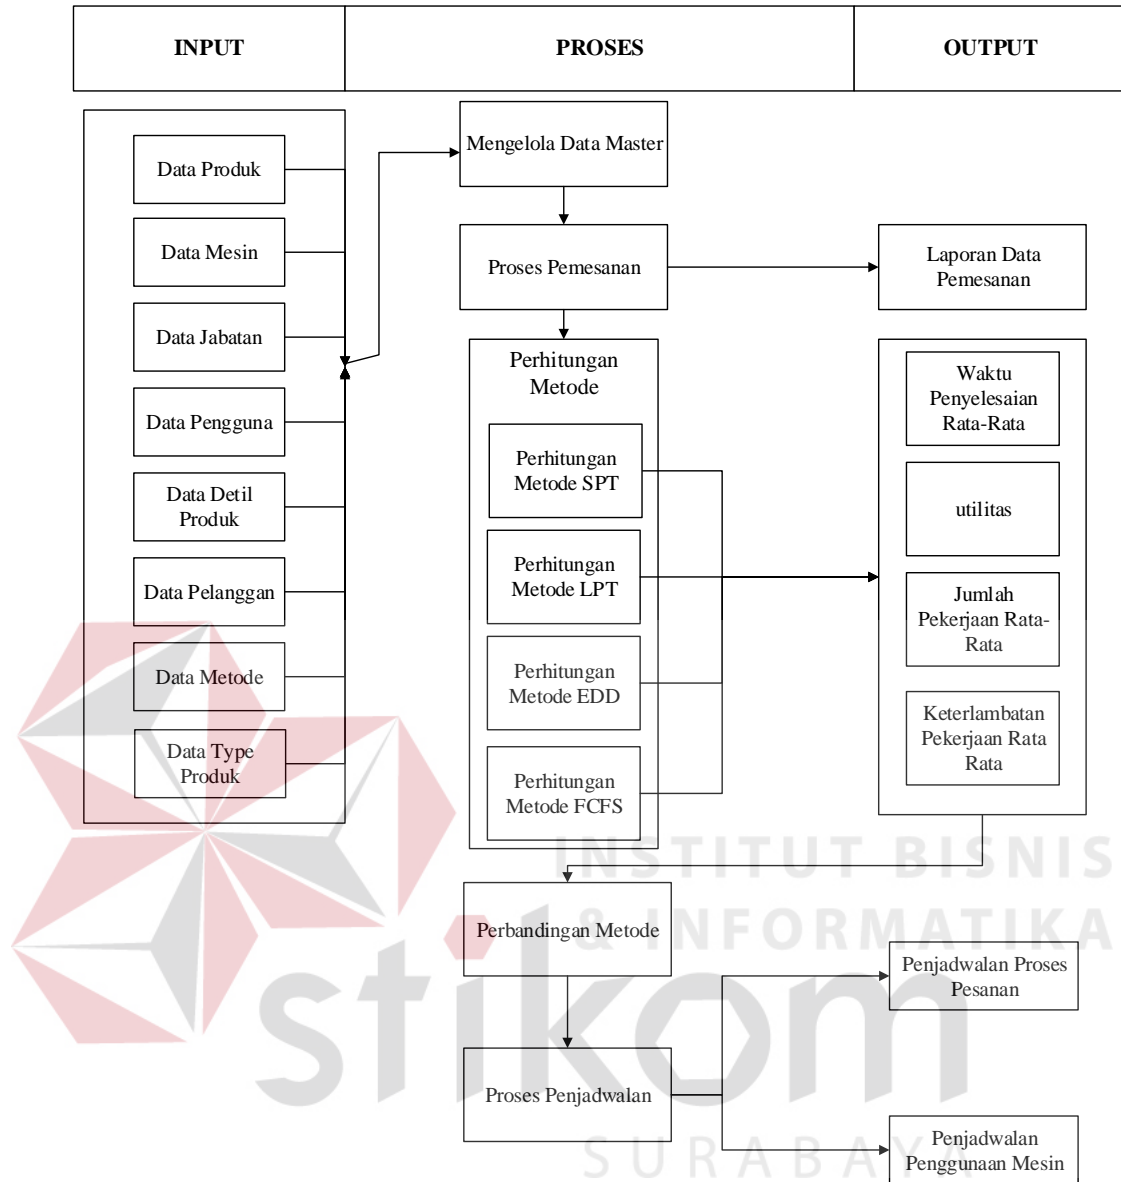 INPUT
PROSES
OUTPUT
Data Produk
Data Mesin
Data Jabatan
Data Pengguna
Data Detil
Produk
Data Pelanggan
Data Metode
Data Type
Produk
Mengelola Data Master
Proses Pemesanan
Perhitungan
Metode
Perhitungan
Metode SPT
Perhitungan
Metode LPT
Perhitungan
Metode EDD
Perhitungan
Metode FCFS
Perbandingan Metode
Proses Penjadwalan
Laporan Data
Pemesanan
Waktu
Penyelesaian
Rata-Rata
utilitas
Jumlah
Pekerjaan Rata-
Rata
Keterlambatan
Pekerjaan Rata
Rata
Penjadwalan Proses
Pesanan
Penjadwalan
Penggunaan Mesin
INSTITUT BISNIS
& INFORMATIKA
stikom
SURABAYA